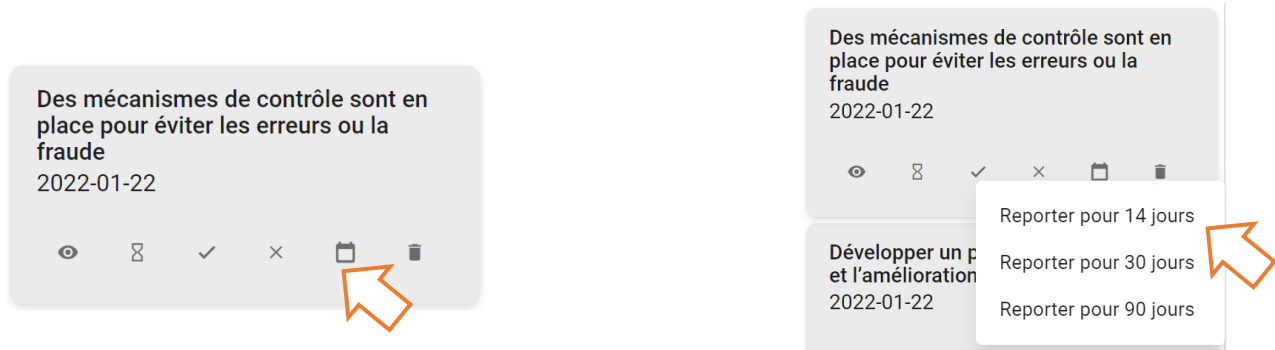 Des mécanismes de contrôle sont en
place pour éviter les erreurs ou la
fraude
2022-01-22
Des mécanismes de contrôle sont en
place pour éviter les erreurs ou la
fraude
2022-01-22
Reporter pour 14 jours
Reporter pour 30 jours
Reporter pour 90 jours
Développer un
et l’amélioration
2022-01-22